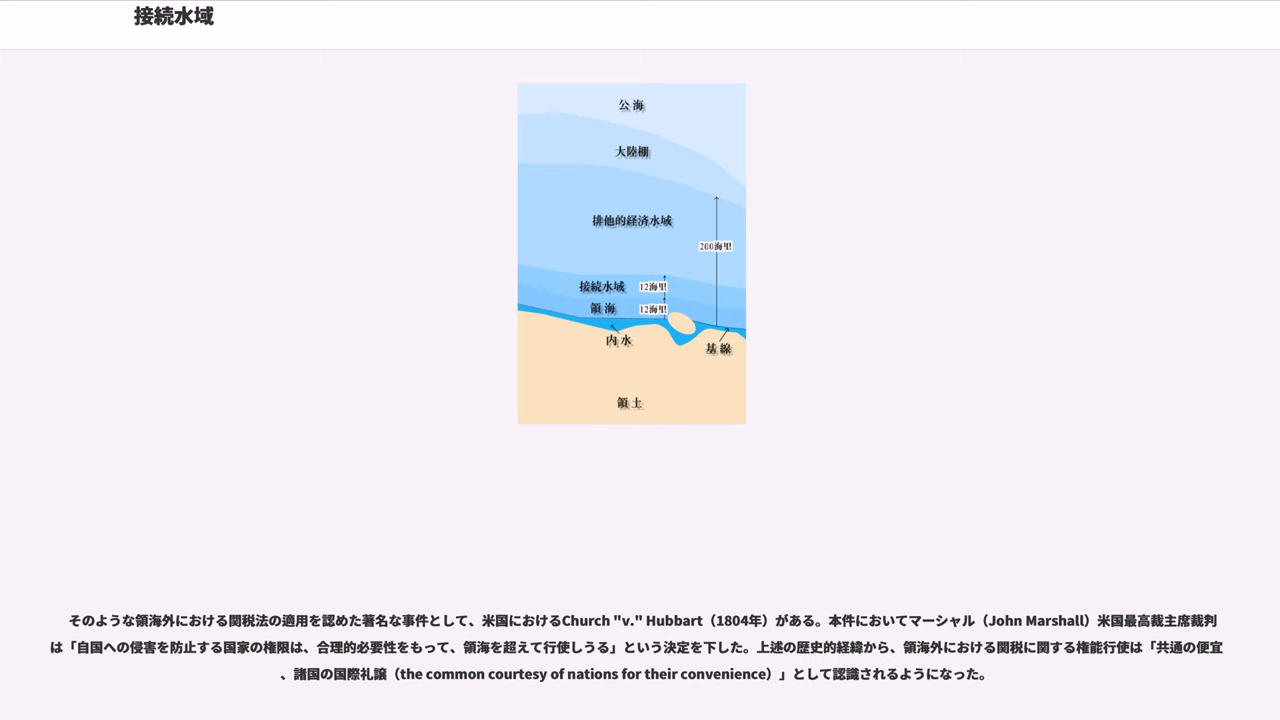 接続水域
公海
大陸棚
排他的経済水域
200海里
接続水域 12海里
領海 12海里
内水
基線
領土
そのような領海外における関税法の適用を認めた著名な事件として、米国におけるChurch "v." Hubbart（1804年）がある。本件においてマーシャル（John Marshall）米国最高裁主席裁判
は「自国への侵害を防止する国家の権限は、合理的必要性をもって、領海を超えて行使しうる」という決定を下した。上述の歴史的経緯から、領海外における関税に関する権能行使は「共通の便宜
、諸国の国際礼譲（the common courtesy of nations for their convenience）」として認識されるようになった。